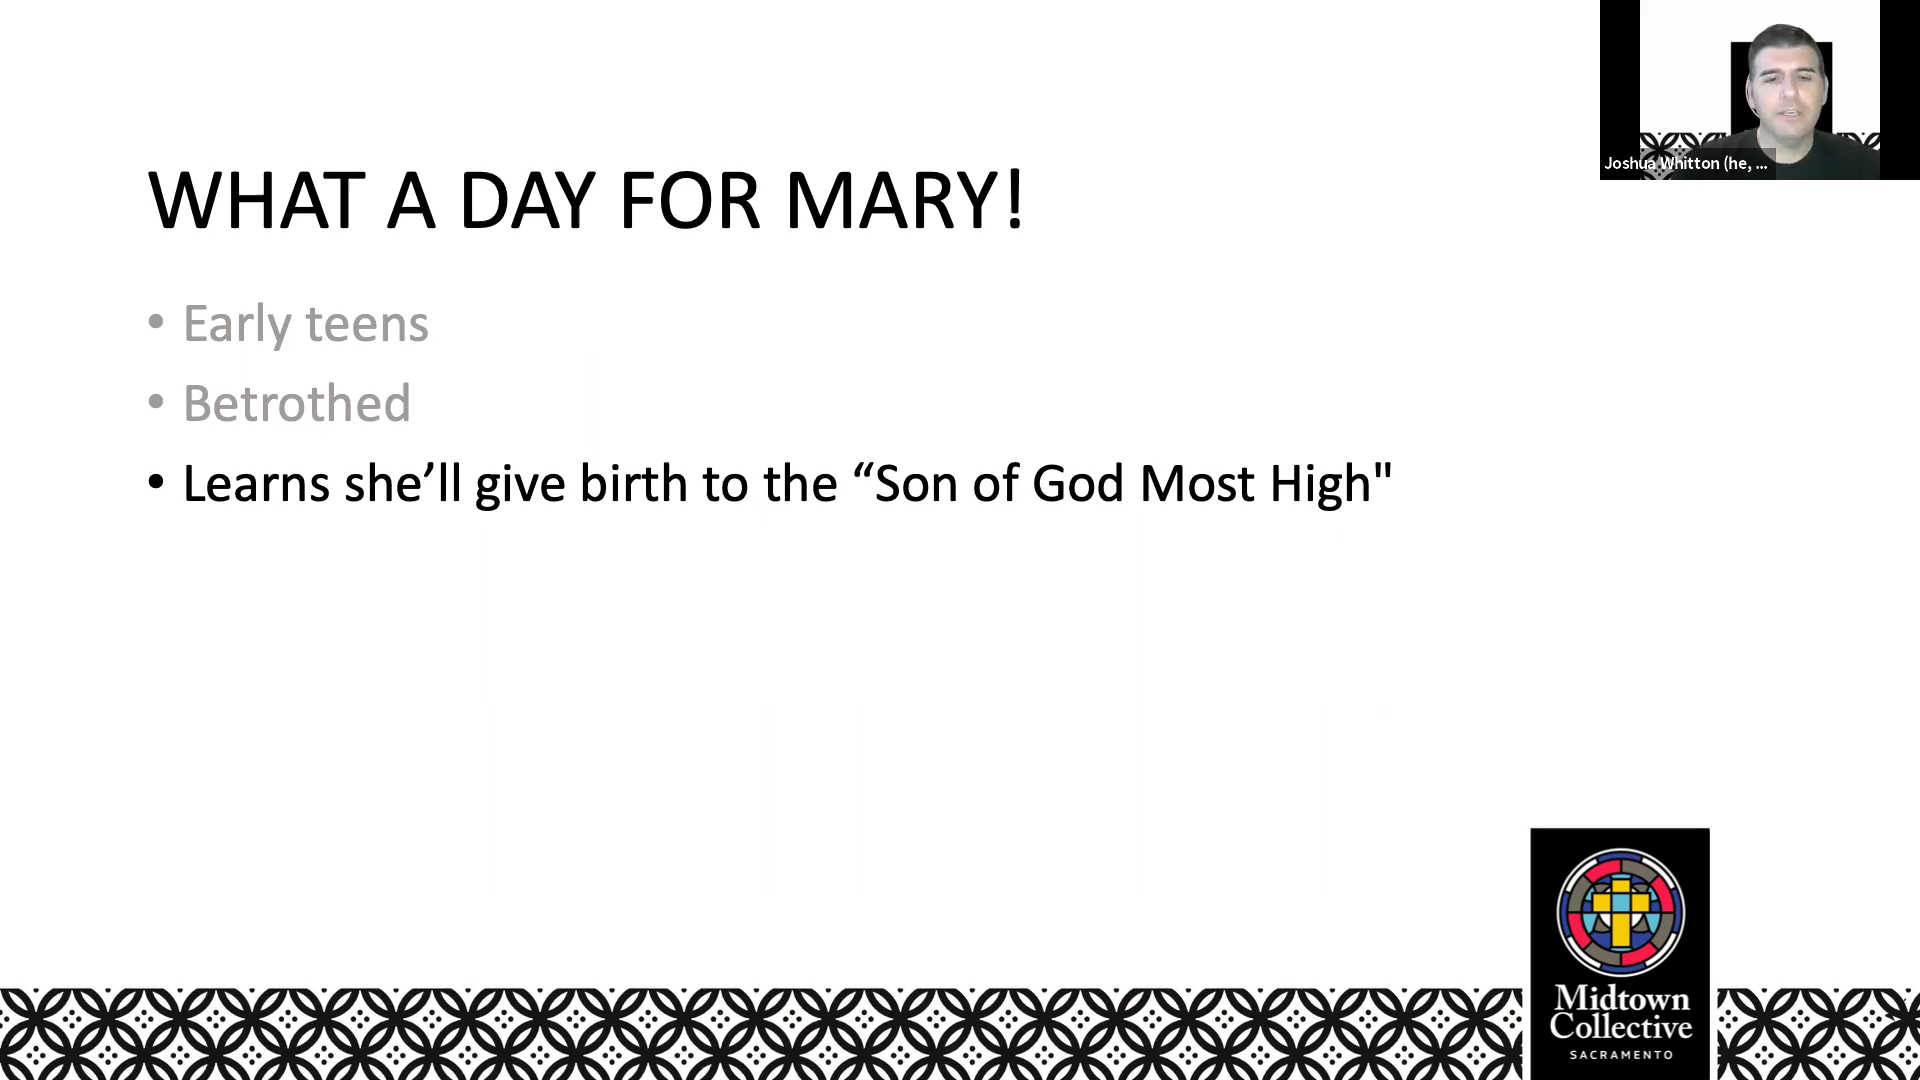 Joshua Whitton (he, ...
WHAT A DAY FOR MARY!
• Early teens
• Betrothed
• Learns she’ll give birth to the “Son of God Most High"
Midtown
Collective
SACRAMENTO